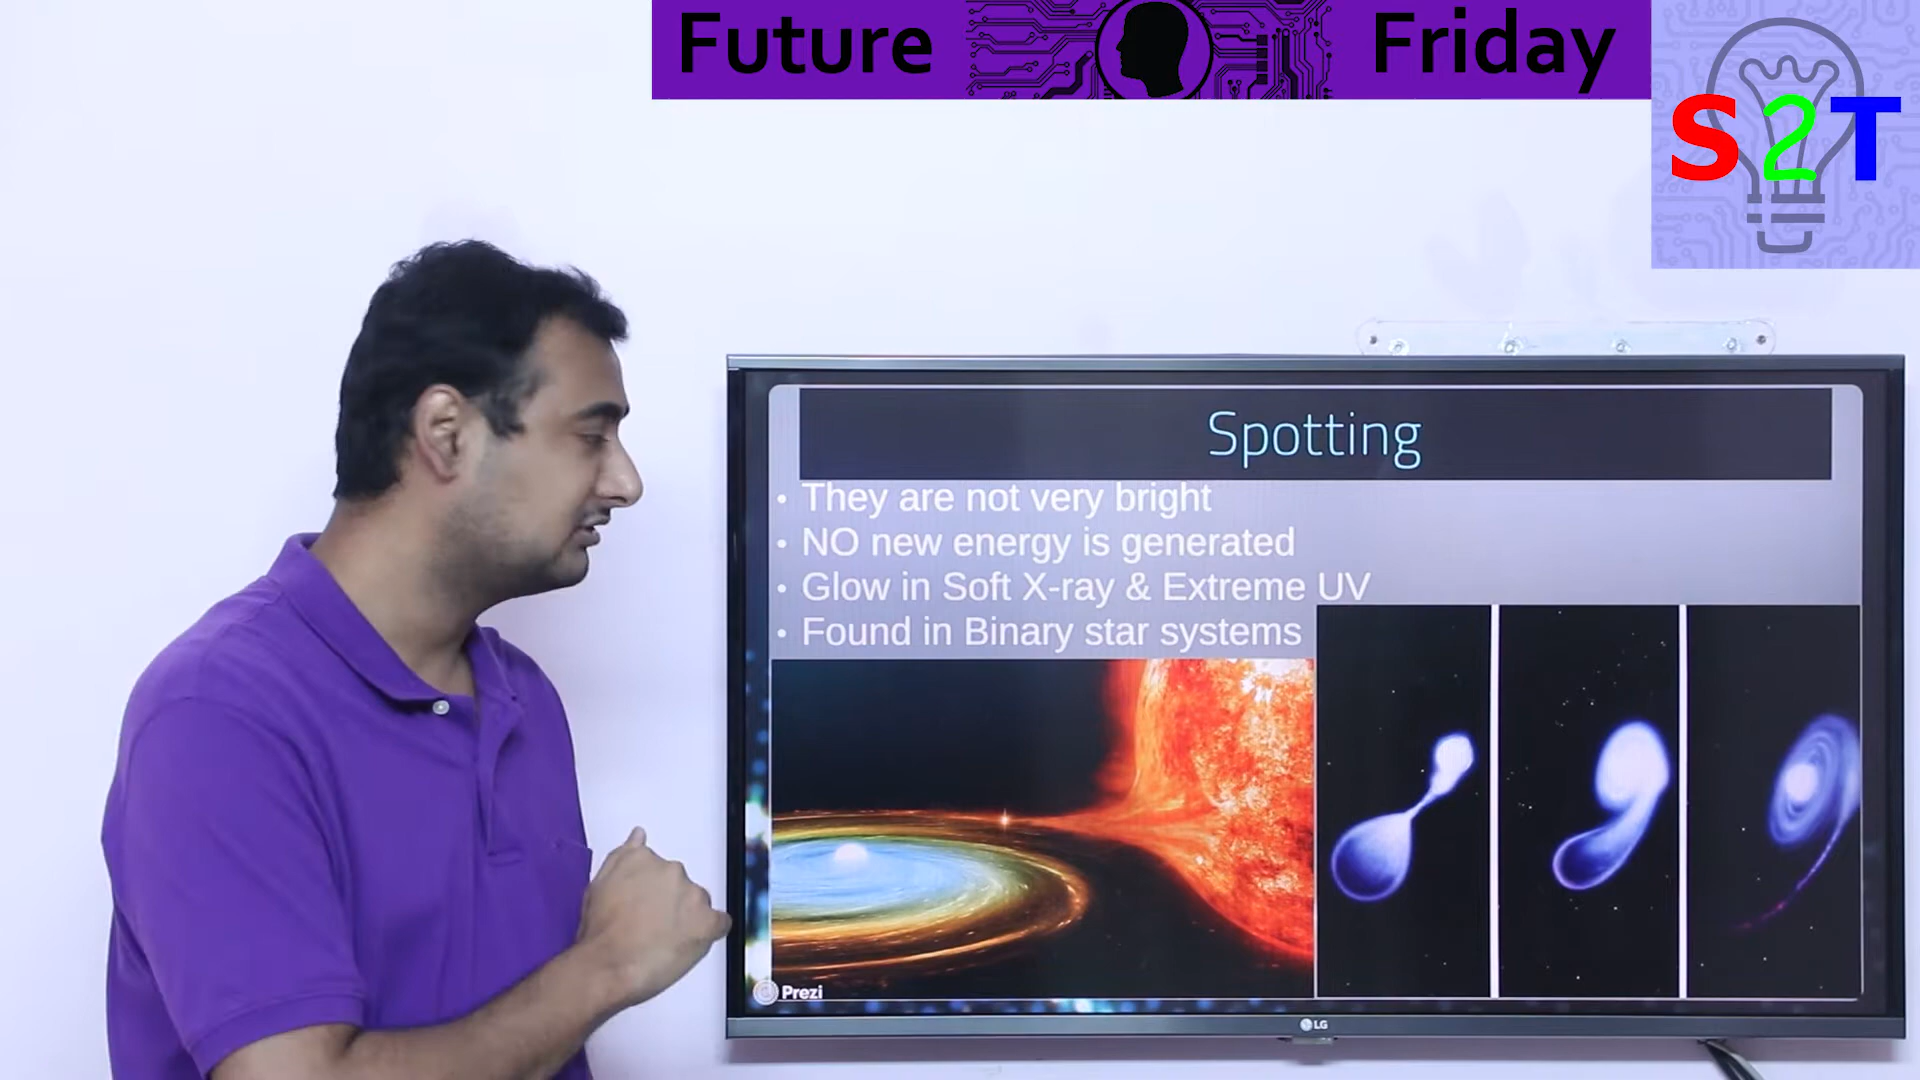 Future Friday
S2T
Spotting
• They are not very bright
• NO new energy is generated
• Glow in Soft X-ray & Extreme UV
• Found in Binary star systems
Prezi
LG